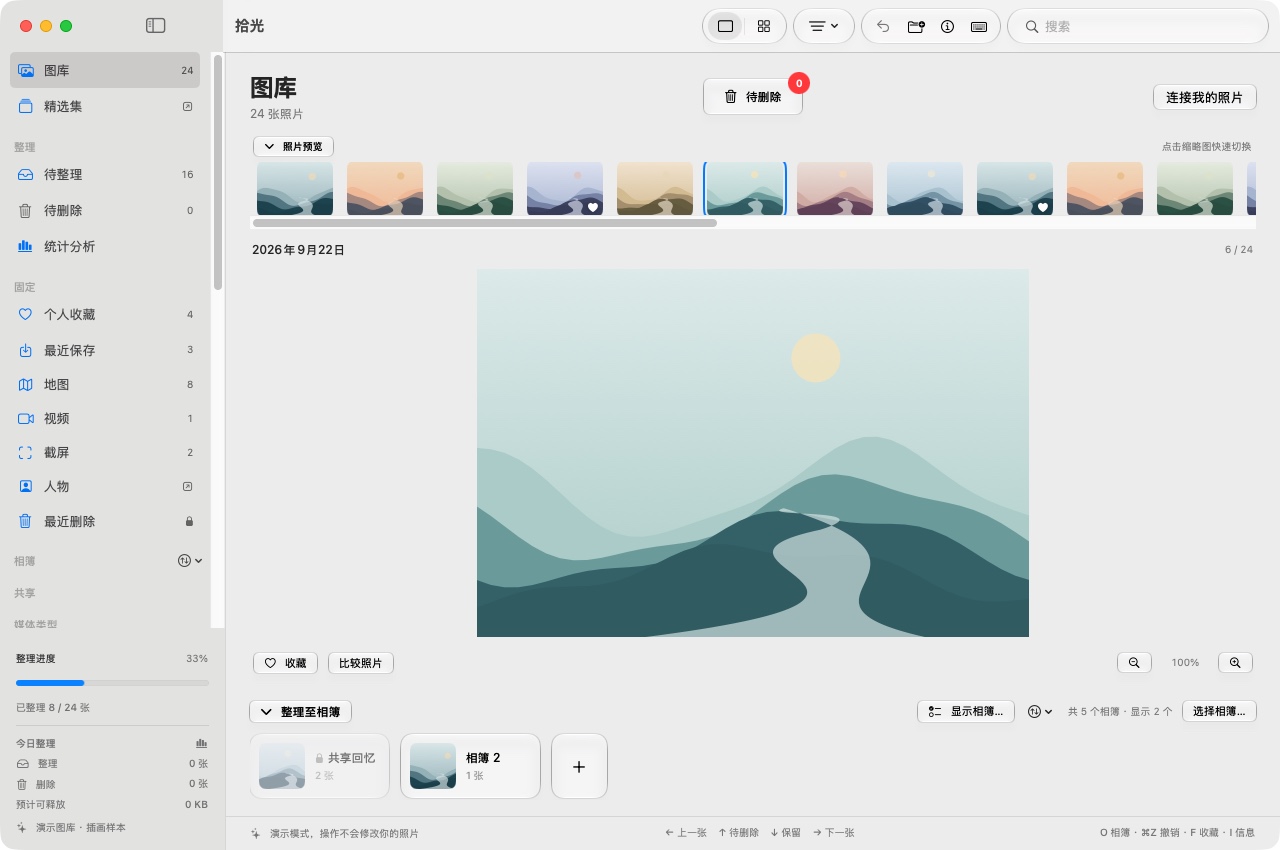 拾光
搜索
图库 24
精选集
整理
待整理 16
待删除 0
统计分析
固定
个人收藏 4
最近保存 3
地图 8
视频 1
截屏 2
人物
最近删除
相簿
共享
媒体类型
整理进度 33%
已整理 8 / 24 张
今日整理
整理 0 张
删除 0 张
预计可释放 0 KB
演示图库 · 插画样本
图库
24 张照片
待删除 0
连接我的照片
照片预览
点击缩略图快速切换
2026年9月22日
6 / 24
收藏
比较照片
100%
整理至相簿
显示相簿...
共 5 个相簿 · 显示 2 个
选择相簿...
共享回忆
2 张
相簿 2
1 张
+
演示模式，操作不会修改你的照片
← 上一张 ↑ 待删除 ↓ 保留 → 下一张
O 相簿 · ⌘Z 撤销 · F 收藏 · I 信息